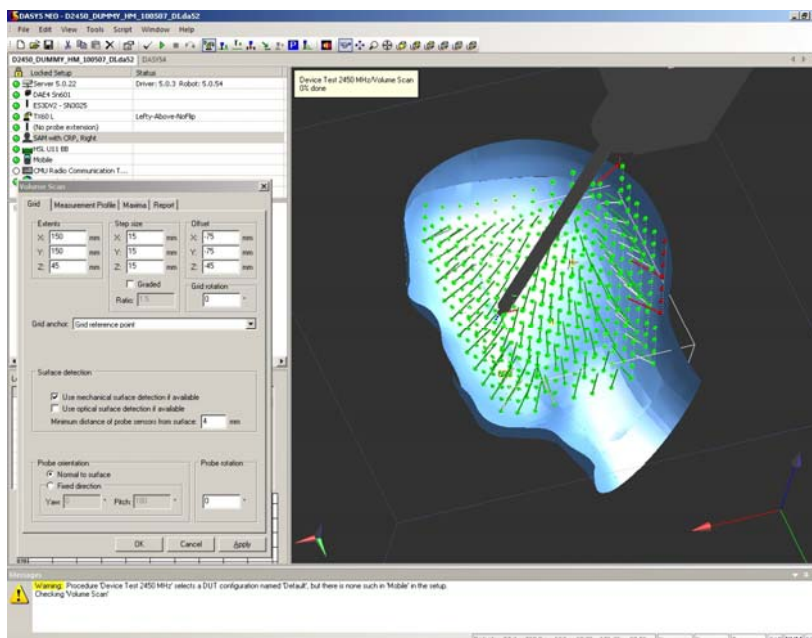 DASY5 NEO - D2450_DUMMY_HM_100507_DLda52
File Edit View Tools Script Window Help
D2450_DUMMY_HM_100507_DLda52 DASY54
Locked Setup Status
Server 5.0.22 Driver: 5.0.3 Robot: 5.0.54
DAE4 Sn601
ES3DV2 - SN3025
TX60 L Lefty-Above-NoFlip
(No probe extension)
SAM with CRP, Right
HSL U11 BB
Mobile
CMU Radio Communication T...
Device Test 2450 MHz/Volume Scan
0% done
Volume Scan
Grid Measurement Profile Maxima Report
Extents Step size Offset
X: 150 mm X: 15 mm X: -75 mm
Y: 150 mm Y: 15 mm Y: -75 mm
Z: 45 mm Z: 15 mm Z: -45 mm
Graded Grid rotation
Ratio: 1.5 0 °
Grid anchor: Grid reference point
Surface detection
Use mechanical surface detection if available
Use optical surface detection if available
Minimum distance of probe sensors from surface: 4 mm
Probe orientation Probe rotation
Normal to surface
Fixed direction
Yaw: ° Pitch: 180 ° 0 °
OK Cancel Apply
Messages
Warning: Procedure 'Device Test 2450 MHz' selects a DUT configuration named 'Default', but there is none such in 'Mobile' in the setup.
Checking 'Volume Scan'